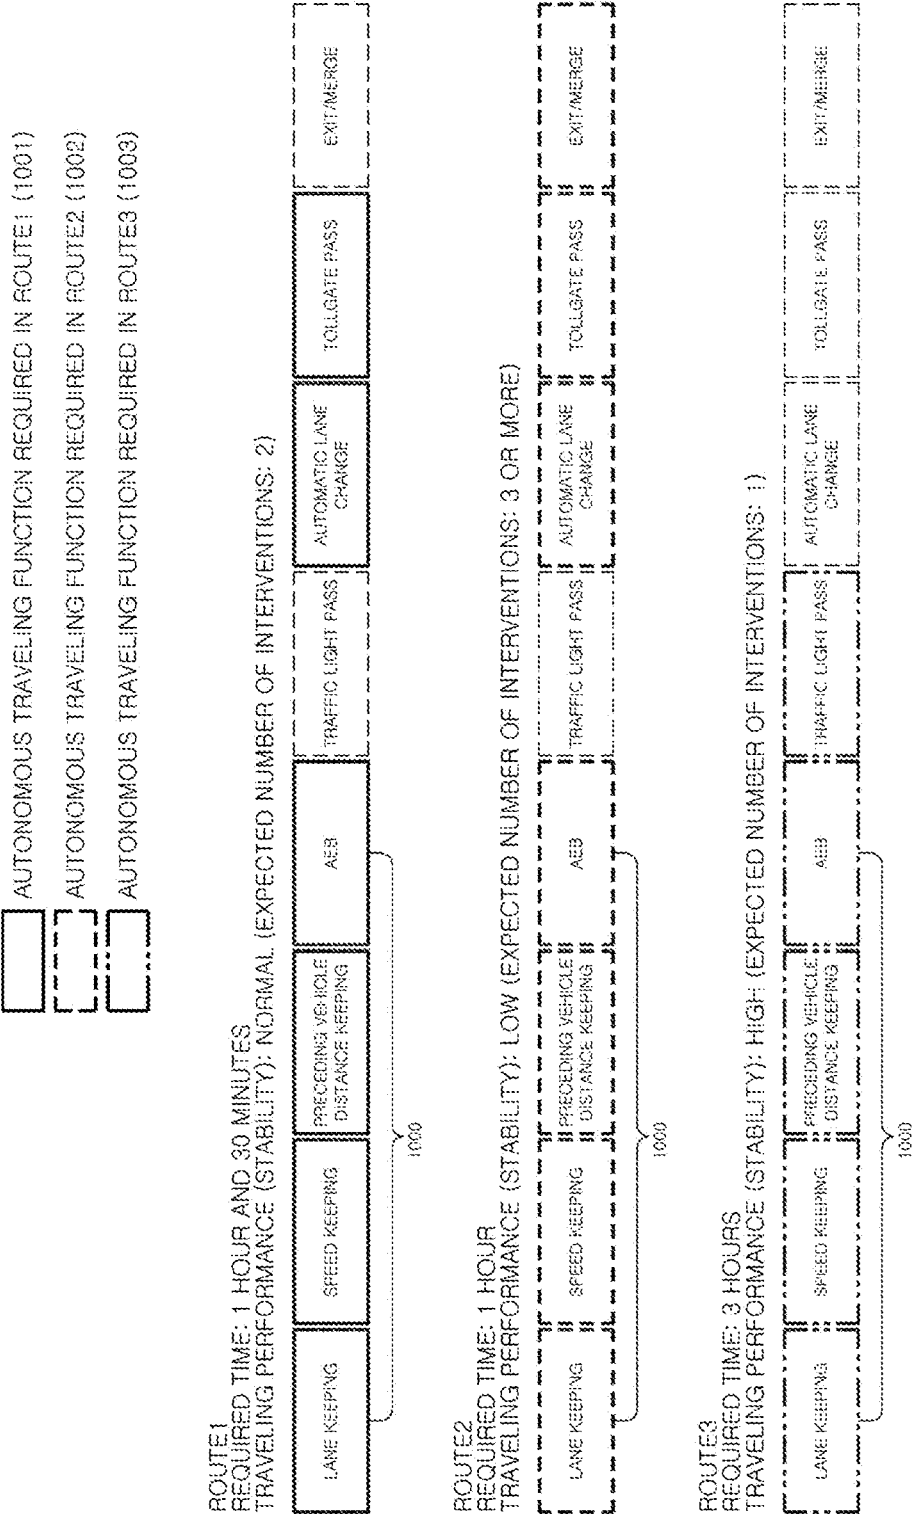 AUTONOMOUS TRAVELING FUNCTION REQUIRED IN ROUTE1 (1001)
AUTONOMOUS TRAVELING FUNCTION REQUIRED IN ROUTE2 (1002)
AUTONOMOUS TRAVELING FUNCTION REQUIRED IN ROUTE3 (1003)
ROUTE1
REQUIRED TIME: 1 HOUR AND 30 MINUTES
TRAVELING PERFORMANCE (STABILITY): NORMAL (EXPECTED NUMBER OF INTERVENTIONS: 2)
LANE KEEPING
SPEED KEEPING
PRECEDING VEHICLE
DISTANCE KEEPING
AEB
TRAFFIC LIGHT PASS
AUTOMATIC LANE
CHANGE
TOLLGATE PASS
EXIT/MERGE
1000
ROUTE2
REQUIRED TIME: 1 HOUR
TRAVELING PERFORMANCE (STABILITY): LOW (EXPECTED NUMBER OF INTERVENTIONS: 3 OR MORE)
LANE KEEPING
SPEED KEEPING
PRECEDING VEHICLE
DISTANCE KEEPING
AEB
TRAFFIC LIGHT PASS
AUTOMATIC LANE
CHANGE
TOLLGATE PASS
EXIT/MERGE
1000
ROUTE3
REQUIRED TIME: 3 HOURS
TRAVELING PERFORMANCE (STABILITY): HIGH (EXPECTED NUMBER OF INTERVENTIONS: 1)
LANE KEEPING
SPEED KEEPING
PRECEDING VEHICLE
DISTANCE KEEPING
AEB
TRAFFIC LIGHT PASS
AUTOMATIC LANE
CHANGE
TOLLGATE PASS
EXIT/MERGE
1000